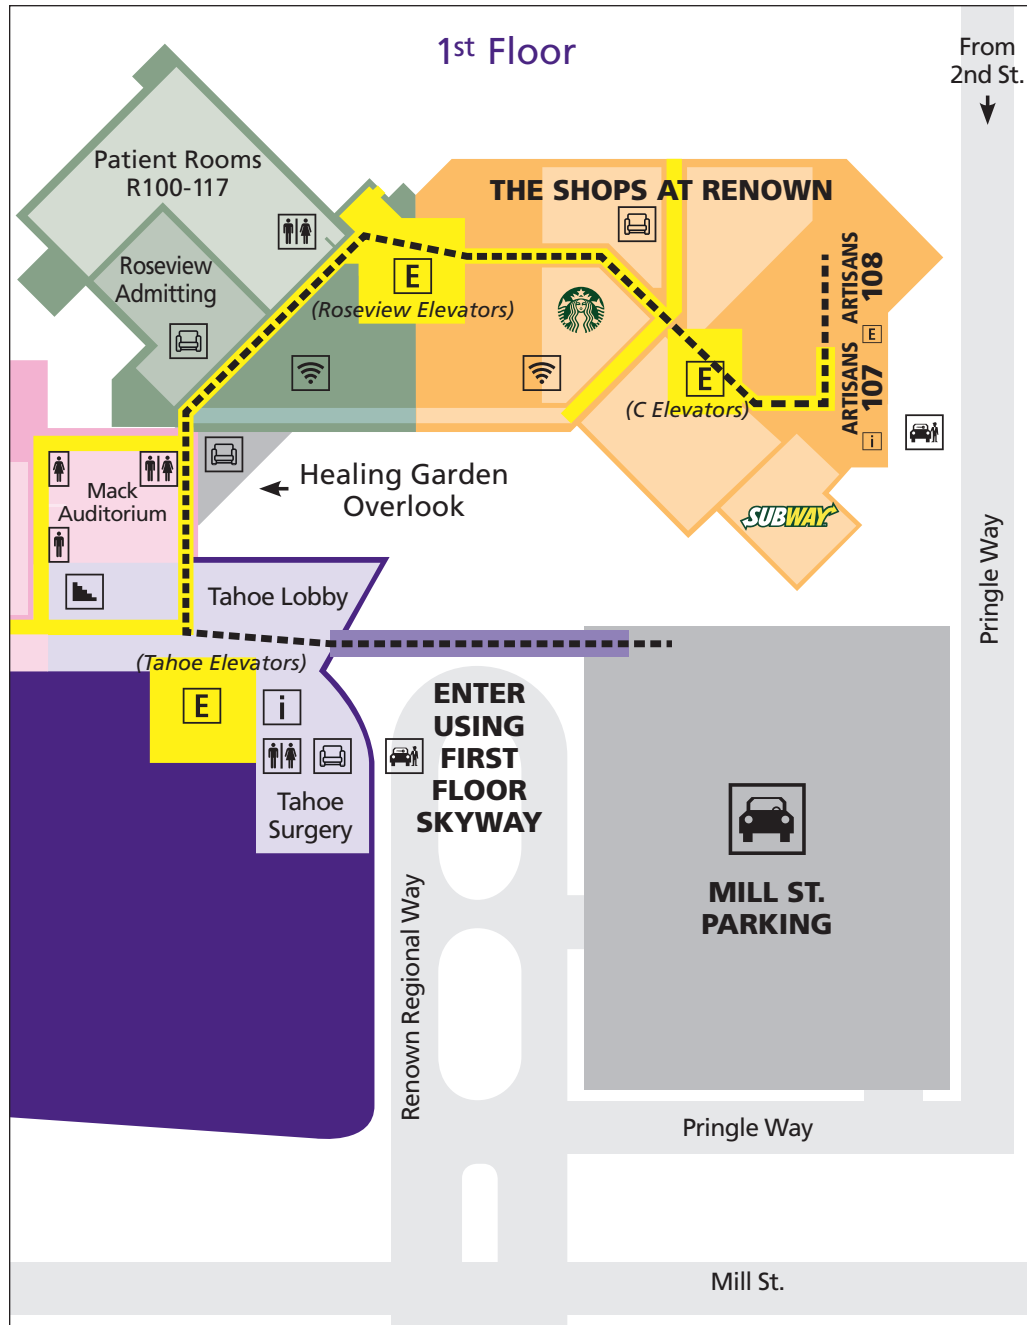 1st Floor
From
2nd St.
Patient Rooms
R100-117
THE SHOPS AT RENOWN
Roseview
Admitting
E
(Roseview Elevators)
ARTISANS
108
E
E
(C Elevators)
ARTISANS
107
i
Mack
Auditorium
Healing Garden
Overlook
SUBWAY
Pringle Way
Tahoe Lobby
(Tahoe Elevators)
E
i
Tahoe
Surgery
ENTER
USING
FIRST
FLOOR
SKYWAY
MILL ST.
PARKING
Renown Regional Way
Pringle Way
Mill St.